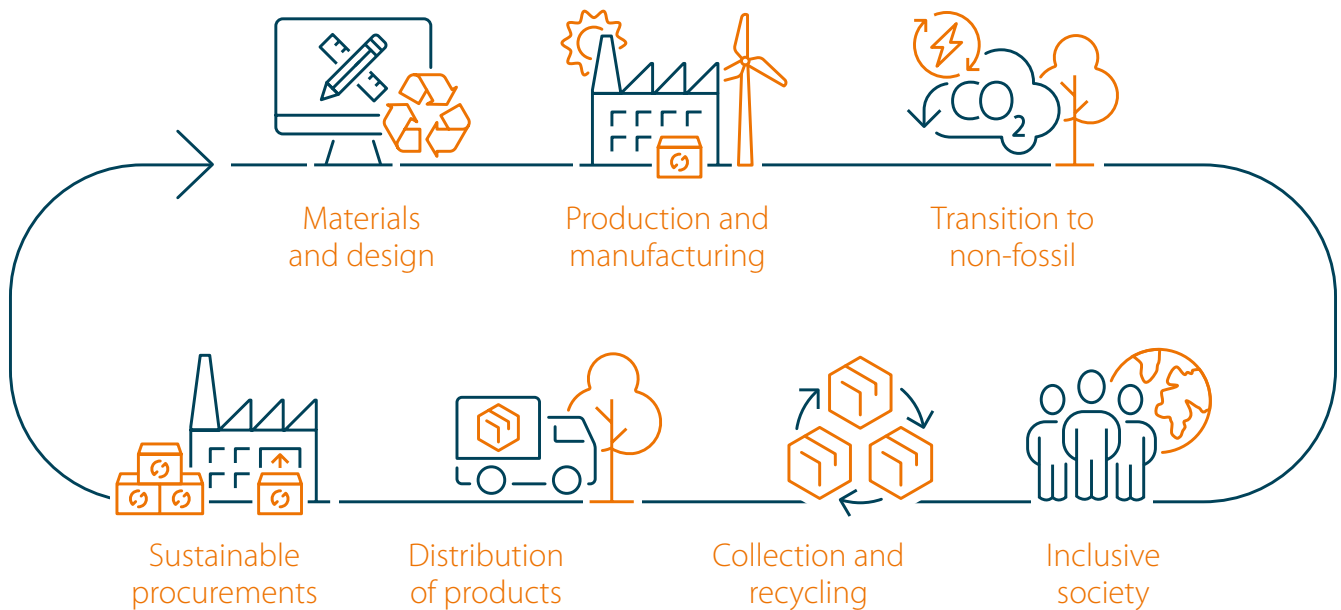 CO2
Materials
and design
Production and
manufacturing
Transition to
non-fossil
Sustainable
procurements
Distribution
of products
Collection and
recycling
Inclusive
society